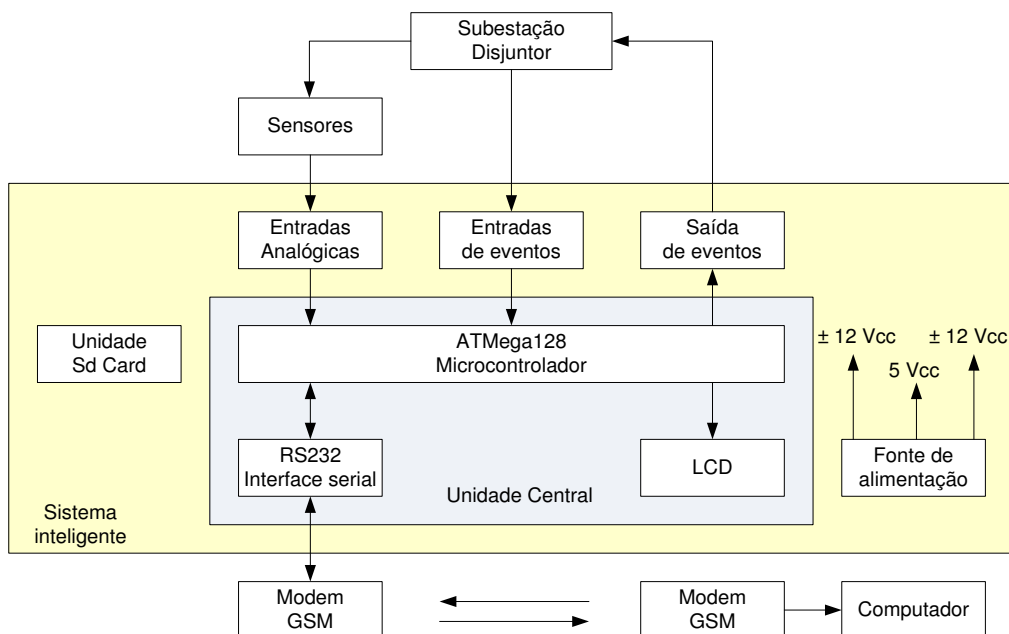 Subestação
Disjuntor
Sensores
Entradas
Analógicas
Entradas
de eventos
Saída
de eventos
Unidade
Sd Card
ATMega128
Microcontrolador
± 12 Vcc
± 12 Vcc
5 Vcc
RS232
Interface serial
LCD
Fonte de
alimentação
Unidade Central
Sistema
inteligente
Modem
GSM
Modem
GSM
Computador